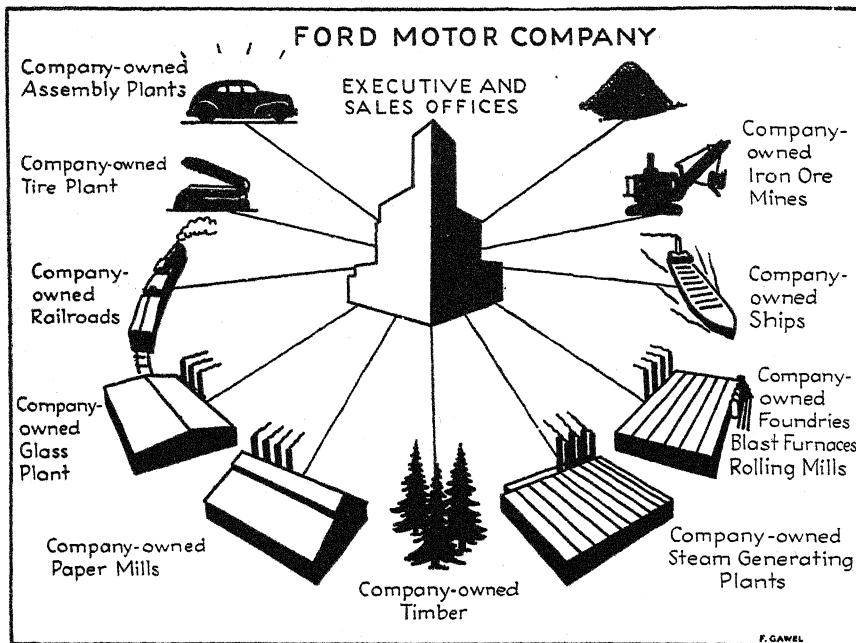 FORD MOTOR COMPANY
EXECUTIVE AND
SALES OFFICES
Company-owned
Assembly Plants
Company-owned
Tire Plant
Company-
owned
Railroads
Company-
owned
Glass
Plant
Company-owned
Paper Mills
Company-owned
Timber
Company-owned
Steam Generating
Plants
Company-
owned
Foundries
Blast Furnaces
Rolling Mills
Company-
owned
Ships
Company-
owned
Iron Ore
Mines
F. GAWEL